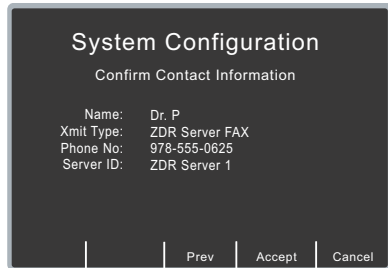 System Configuration
Confirm Contact Information
Name: Dr. P
Xmit Type: ZDR Server FAX
Phone No: 978-555-0625
Server ID: ZDR Server 1
Prev Accept Cancel